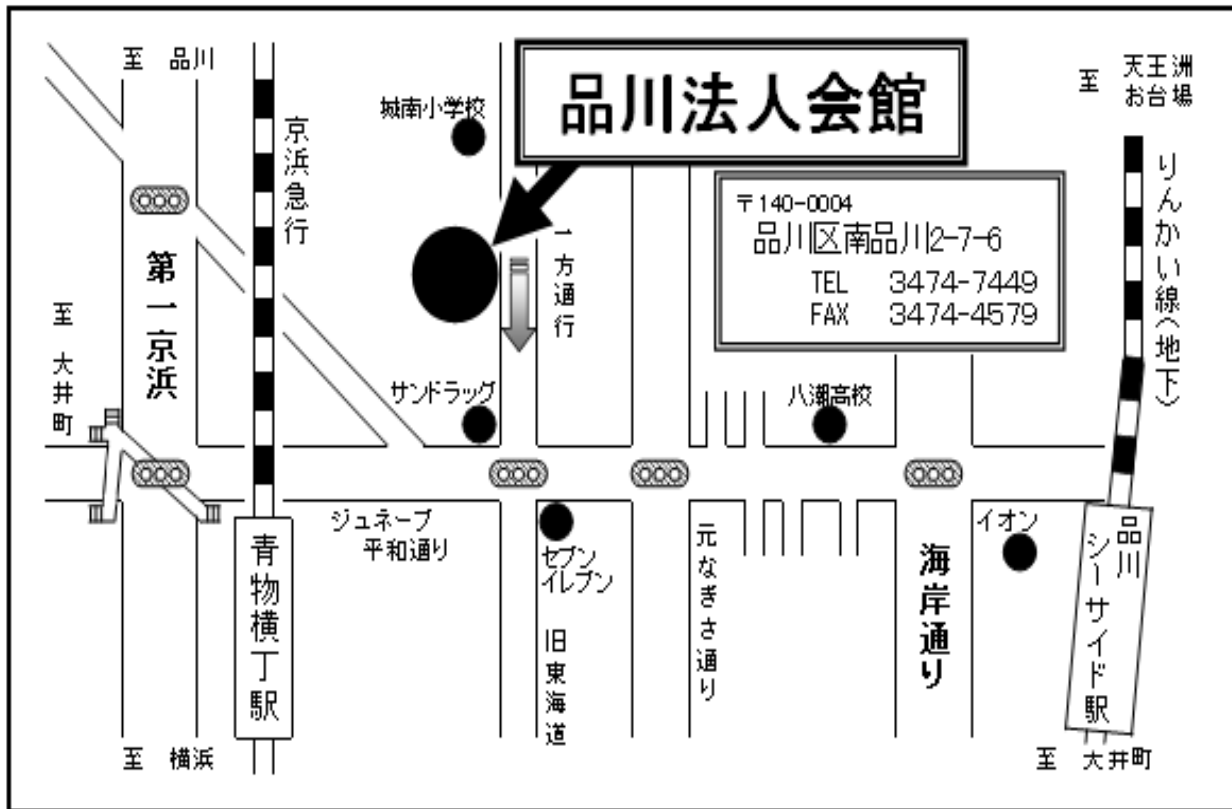 至 品川
城南小学校
品川法人会館
至 天王洲
お台場
京浜急行
〒140-0004
品川区南品川2-7-6
TEL 3474-7449
FAX 3474-4579
りんかい線(地下)
一方通行
第一京浜
至 大井町
サンドラッグ
八潮高校
ジュネーブ
平和通り
セブン
イレブン
元なぎさ通り
海岸通り
イオン
青物横丁駅
旧東海道
品川
シーサイド駅
至 横浜
至 大井町